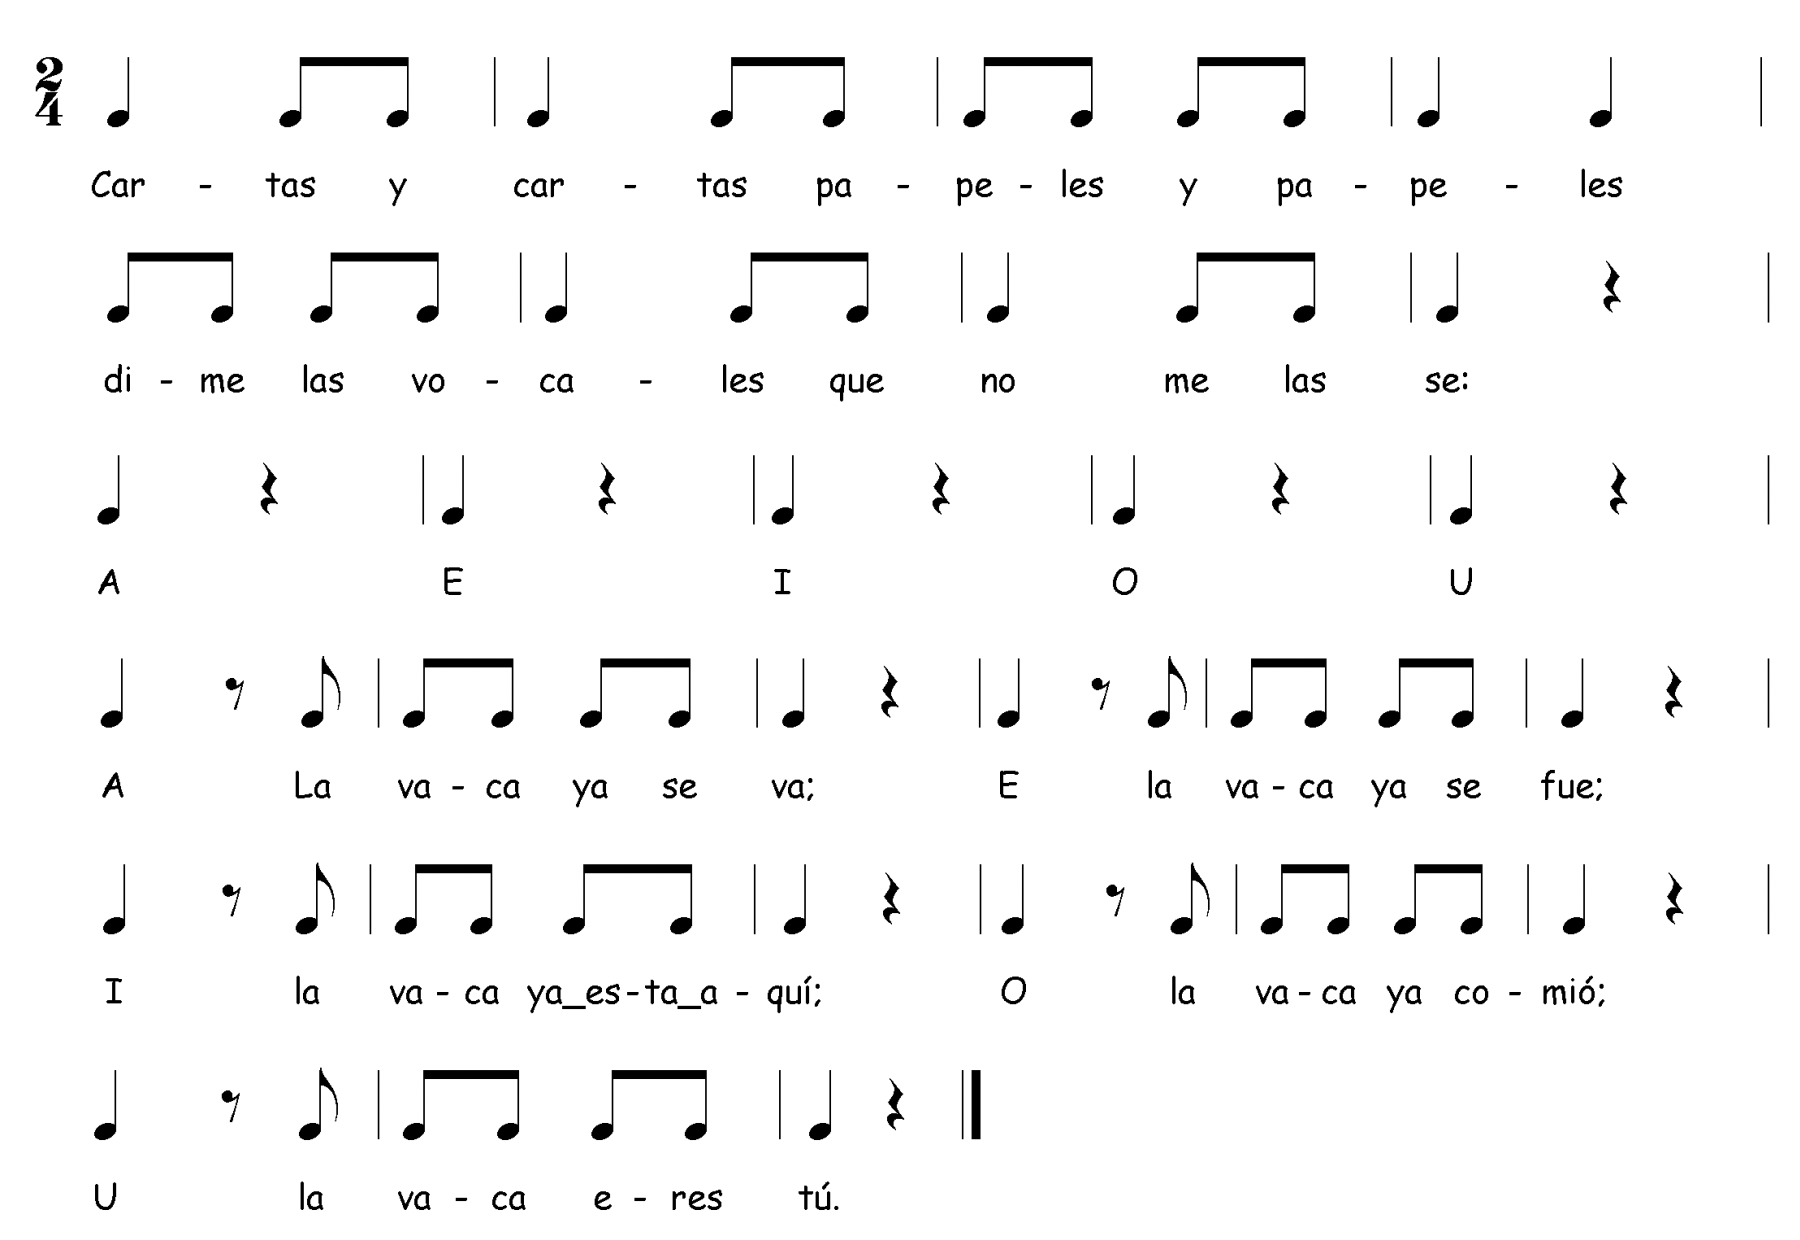 2
4
Car - tas y car - tas pa - pe - les y pa - pe - les
di - me las vo - ca - les que no me las se:
A E I O U
A La va - ca ya se va; E la va - ca ya se fue;
I la va - ca ya_es - ta_a - quí; O la va - ca ya co - mió;
U la va - ca e - res tú.